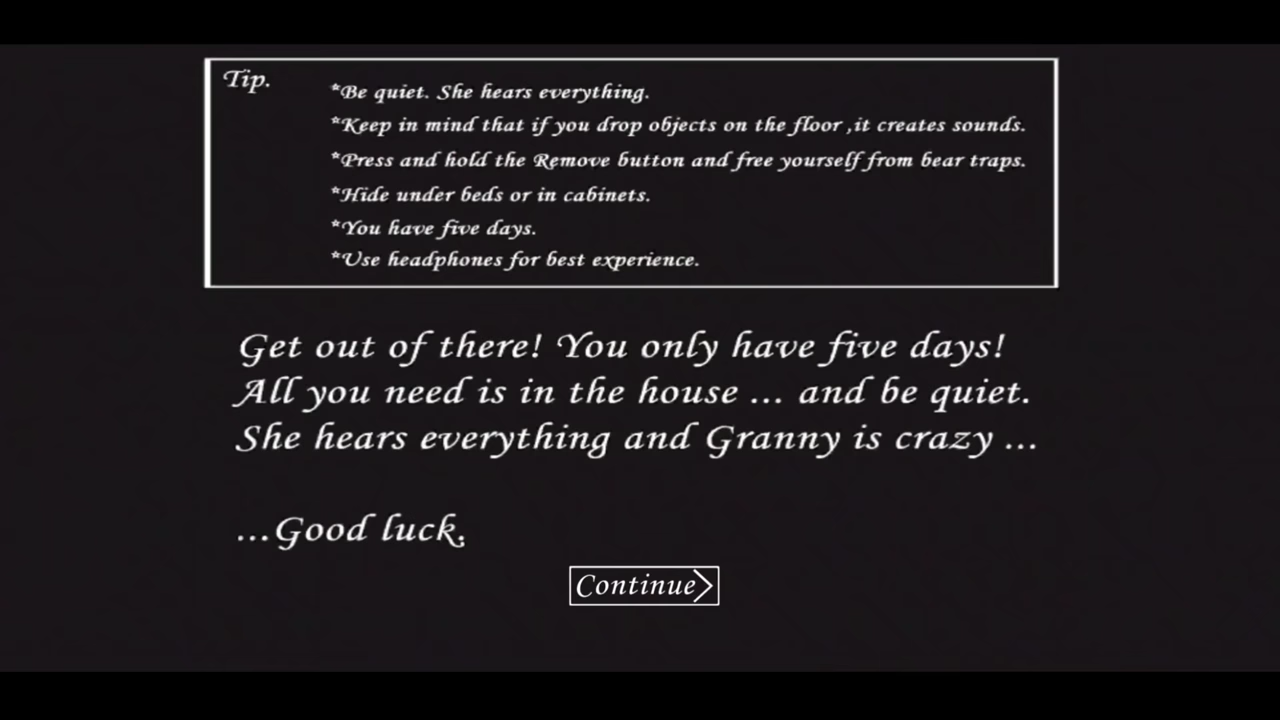 Tip.
*Be quiet. She hears everything.
*Keep in mind that if you drop objects on the floor ,it creates sounds.
*Press and hold the Remove button and free yourself from bear traps.
*Hide under beds or in cabinets.
*You have five days.
*Use headphones for best experience.
Get out of there! You only have five days!
All you need is in the house ... and be quiet.
She hears everything and Granny is crazy ...
...Good luck.
Continue>